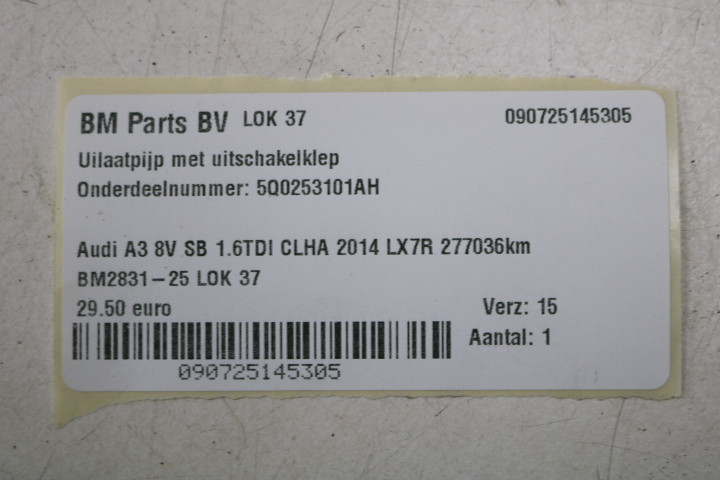 BM Parts BV LOK 37 090725145305
Uilaatpijp met uitschakelklep
Onderdeelnummer: 5Q0253101AH
Audi A3 8V SB 1.6TDI CLHA 2014 LX7R 277036km
BM2831-25 LOK 37
29.50 euro Verz: 15
Aantal: 1
090725145305